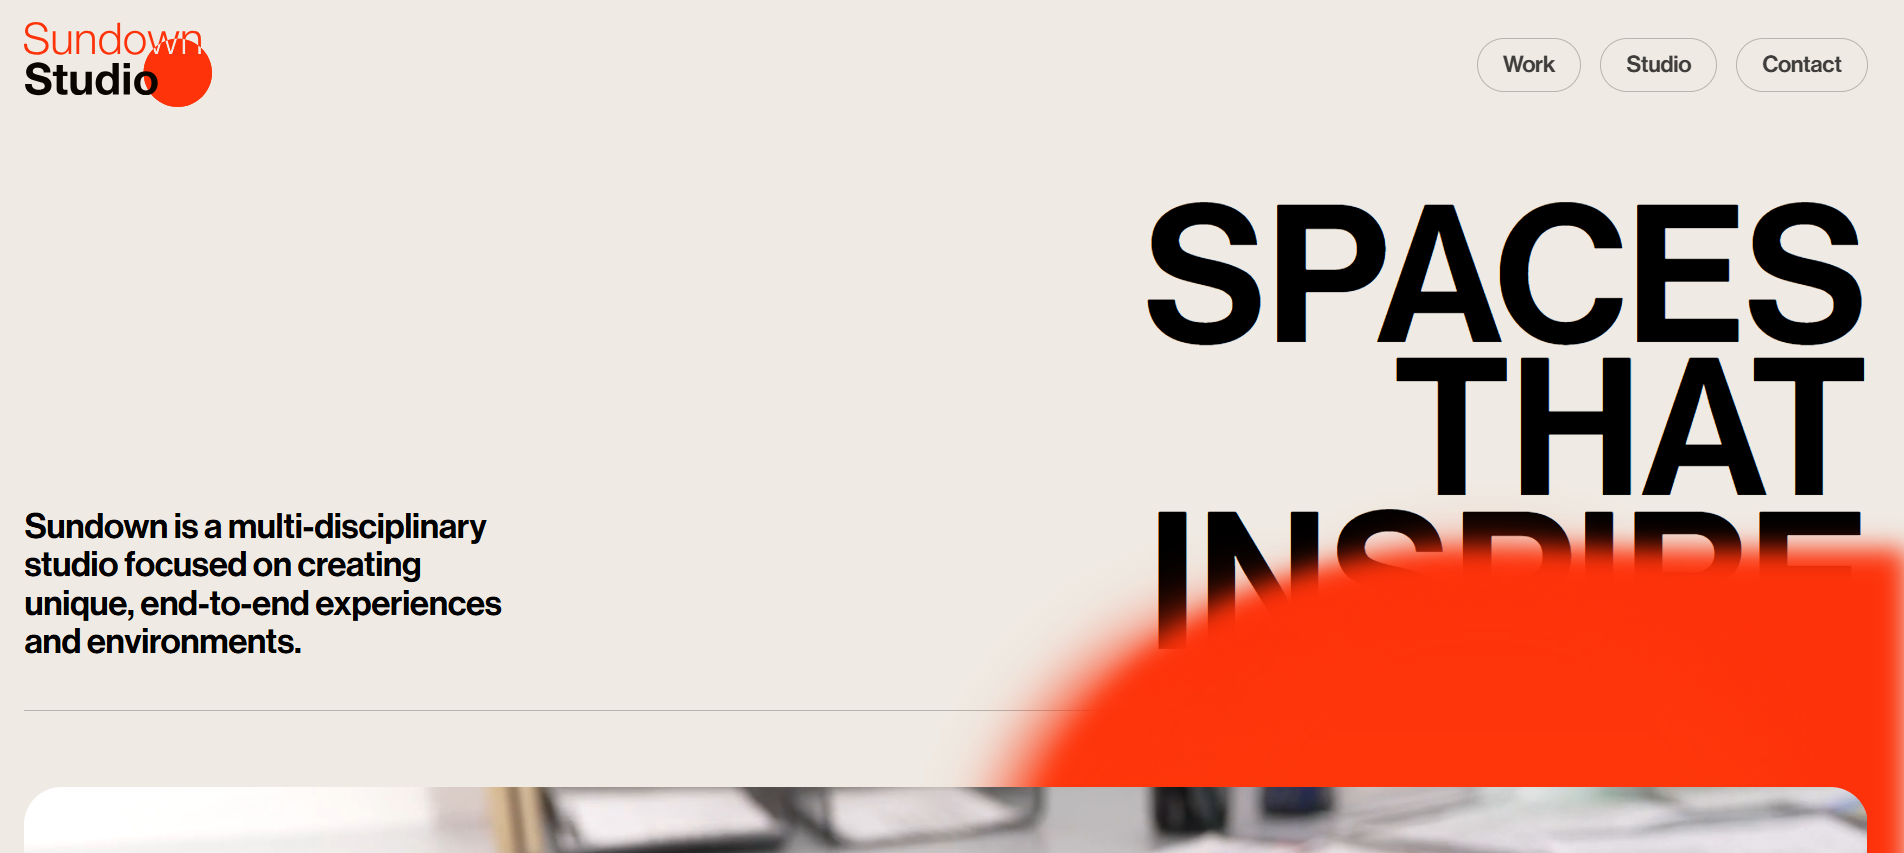 Sundown
Studio
Work
Studio
Contact
SPACES
THAT
INSPIRE
Sundown is a multi-disciplinary
studio focused on creating
unique, end-to-end experiences
and environments.